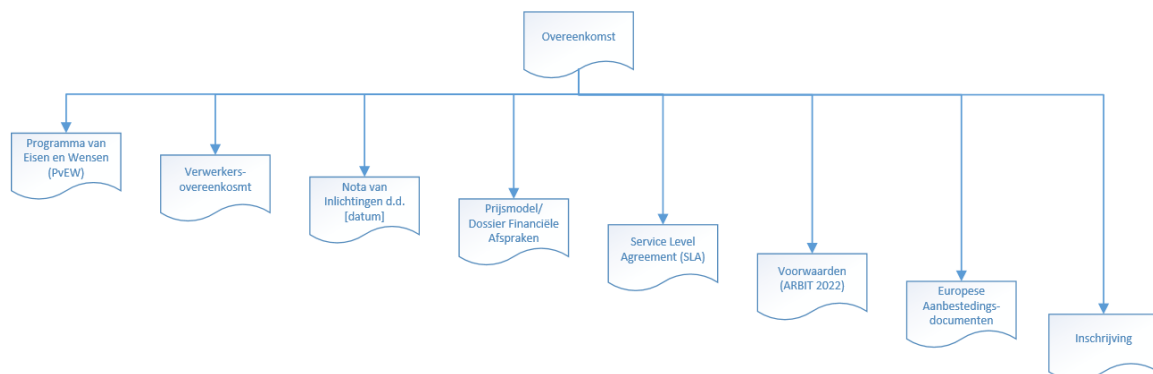 Overeenkomst
Programma van
Eisen en Wensen
(PvEW)
Verwerkers-
overeenkosmt
Nota van
Inlichtingen d.d.
[datum]
Prijsmodel/
Dossier Financiële
Afspraken
Service Level
Agreement (SLA)
Voorwaarden
(ARBIT 2022)
Europese
Aanbestedings-
documenten
Inschrijving